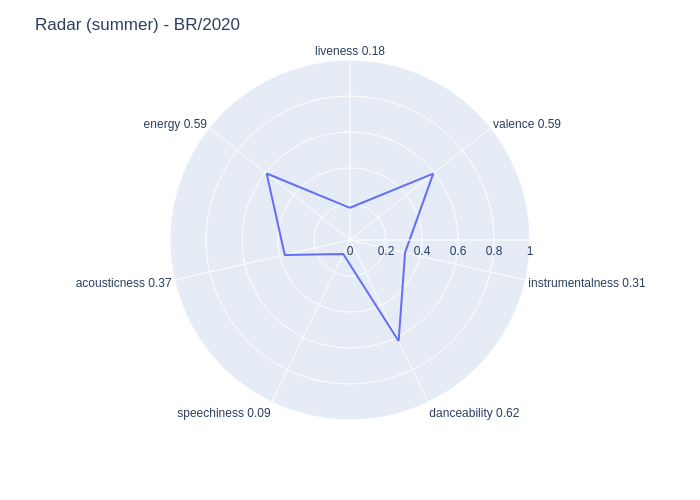 Radar (summer) - BR/2020
liveness 0.18
energy 0.59
valence 0.59
0 0.2 0.4 0.6 0.8 1
acousticness 0.37
instrumentalness 0.31
speechiness 0.09
danceability 0.62